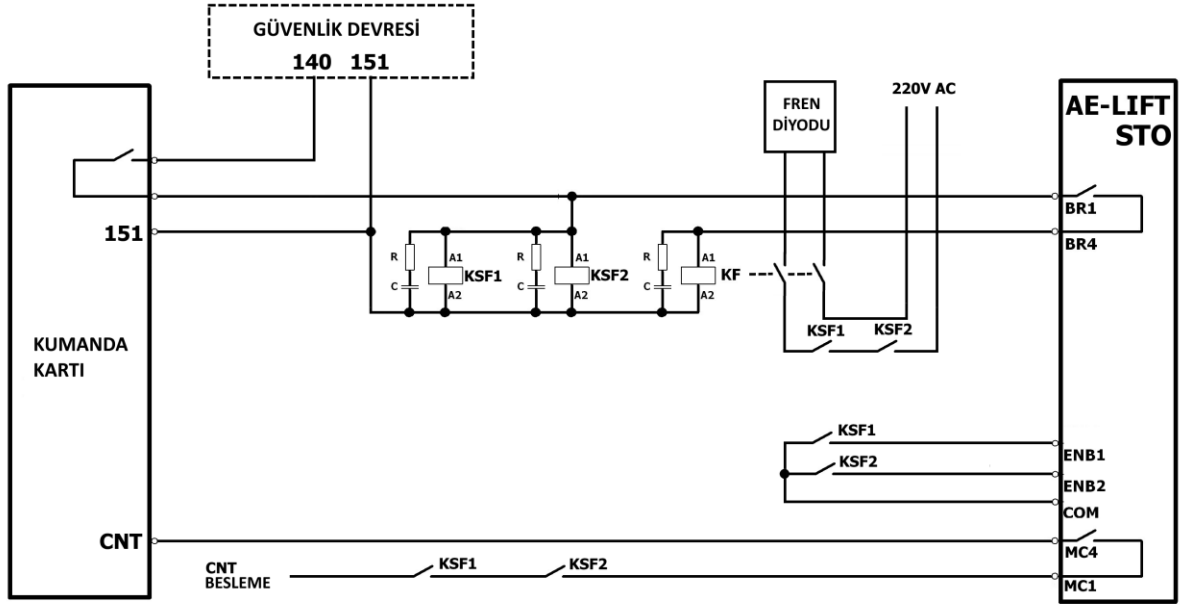 GÜVENLİK DEVRESİ
140 151
FREN
DİYODU
220V AC
AE-LIFT
STO
BR1
151
BR4
R
A1
KSF1
C
A2
R
A1
KSF2
C
A2
R
A1
KF
C
A2
KSF1
KSF2
KUMANDA
KARTI
KSF1
ENB1
KSF2
ENB2
COM
CNT
MC4
CNT
BESLEME
KSF1
KSF2
MC1